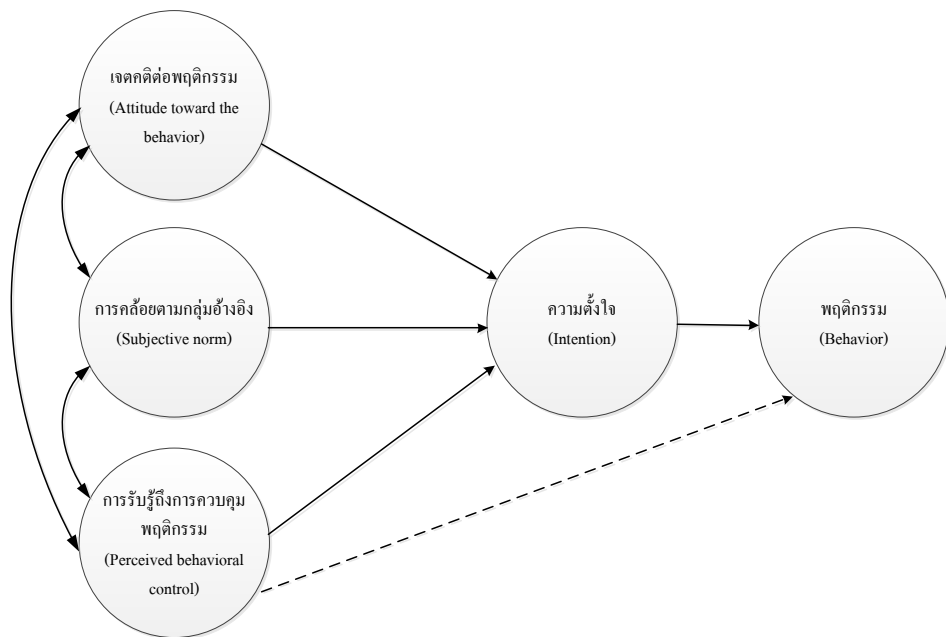 เจตคติต่อพฤติกรรม
(Attitude toward the
behavior)
การคล้อยตามกลุ่มอ้างอิง
(Subjective norm)
ความตั้งใจ
(Intention)
พฤติกรรม
(Behavior)
การรับรู้ถึงการควบคุม
พฤติกรรม
(Perceived behavioral
control)